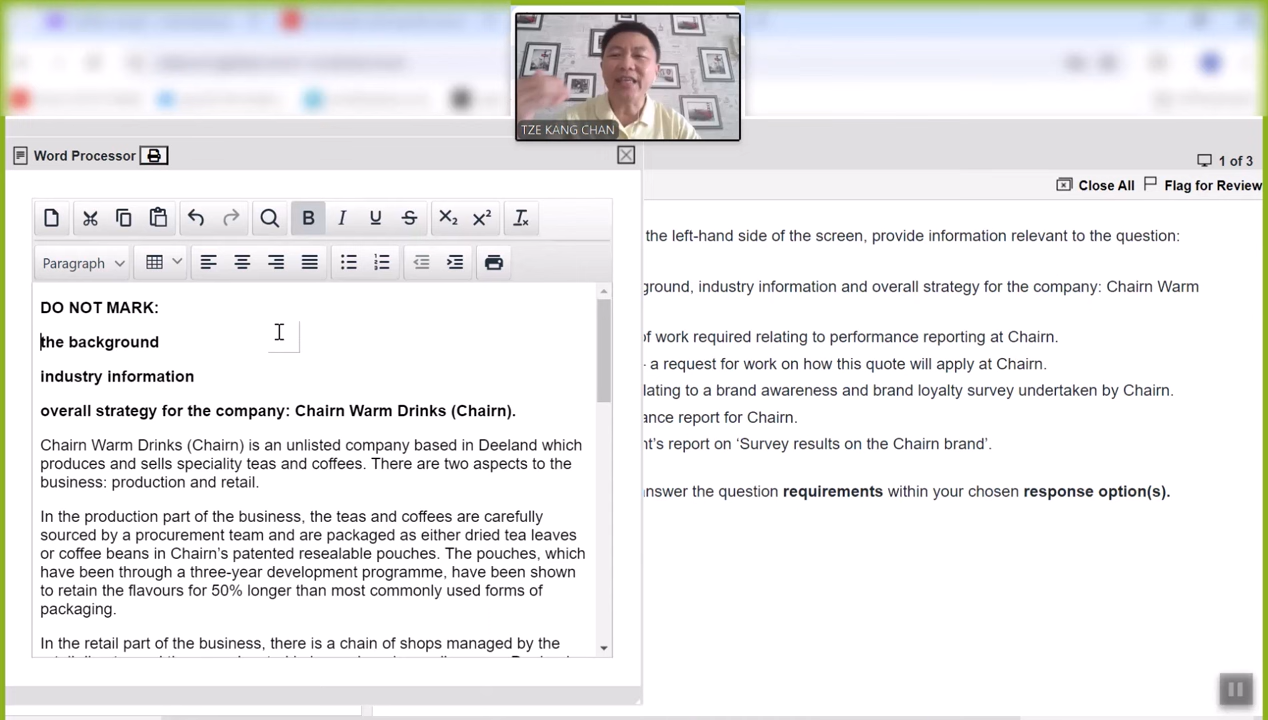 TZE KANG CHAN
Word Processor
1 of 3
Close All
Flag for Review
B I U S X₂ X² Tx
Paragraph
DO NOT MARK:
the background
industry information
overall strategy for the company: Chairn Warm Drinks (Chairn).
Chairn Warm Drinks (Chairn) is an unlisted company based in Deeland which
produces and sells speciality teas and coffees. There are two aspects to the
business: production and retail.
In the production part of the business, the teas and coffees are carefully
sourced by a procurement team and are packaged as either dried tea leaves
or coffee beans in Chairn's patented resealable pouches. The pouches, which
have been through a three-year development programme, have been shown
to retain the flavours for 50% longer than most commonly used forms of
packaging.
In the retail part of the business, there is a chain of shops managed by the
the left-hand side of the screen, provide information relevant to the question:
ground, industry information and overall strategy for the company: Chairn Warm
of work required relating to performance reporting at Chairn.
- a request for work on how this quote will apply at Chairn.
lating to a brand awareness and brand loyalty survey undertaken by Chairn.
ance report for Chairn.
nt's report on 'Survey results on the Chairn brand'.
answer the question requirements within your chosen response option(s).